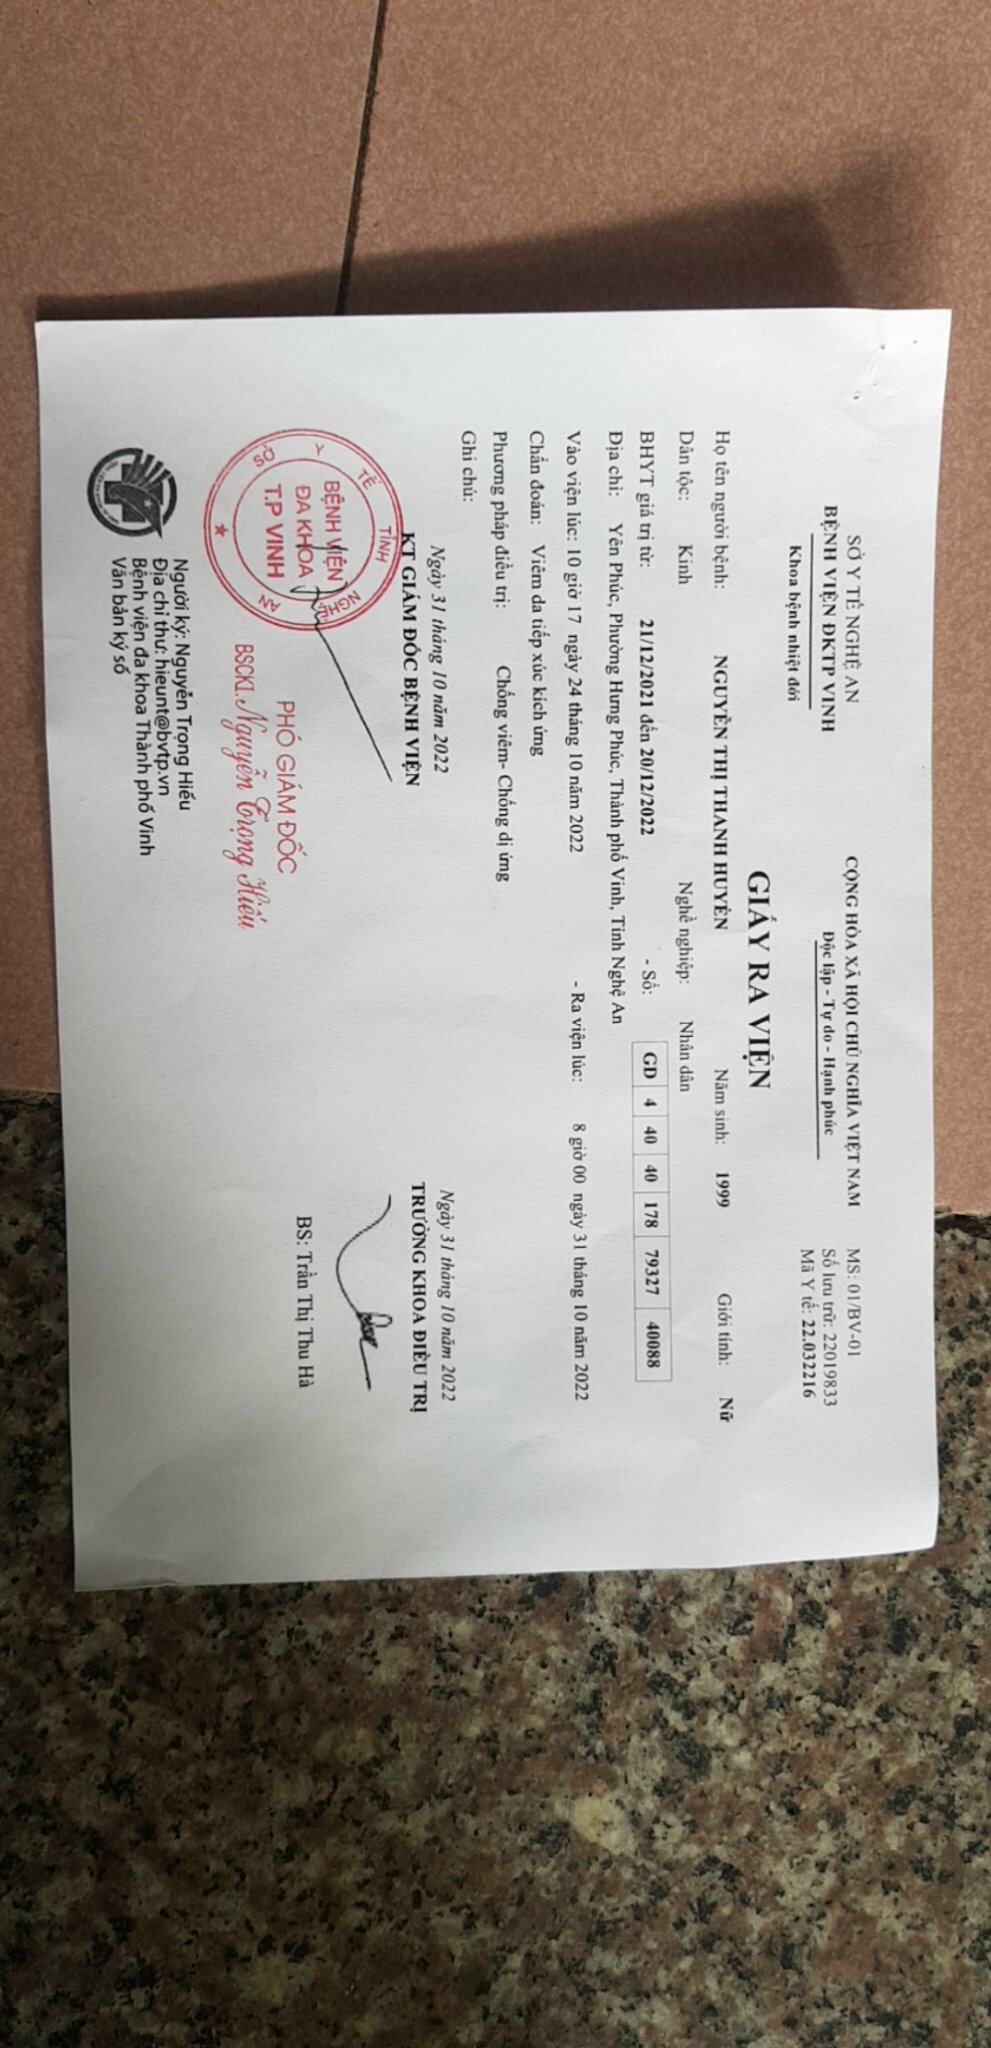 SỞ Y TẾ NGHỆ AN
BỆNH VIỆN ĐKTP VINH
Khoa bệnh nhiệt đới
CỘNG HÒA XÃ HỘI CHỦ NGHĨA VIỆT NAM
Độc lập - Tự do - Hạnh phúc
MS: 01/BV-01
Số lưu trữ: 22019833
Mã Y tế: 22.032216
GIẤY RA VIỆN
Họ tên người bệnh: NGUYỄN THỊ THANH HUYỀN Năm sinh: 1999 Giới tính: Nữ
Dân tộc: Kinh Nghề nghiệp: Nhân dân
BHYT giá trị từ: 21/12/2021 đến 20/12/2022 - Số: GD 4 40 40 178 79327 40088
Địa chỉ: Yên Phúc, Phường Hưng Phúc, Thành phố Vinh, Tỉnh Nghệ An
Vào viện lúc: 10 giờ 17 ngày 24 tháng 10 năm 2022 - Ra viện lúc: 8 giờ 00 ngày 31 tháng 10 năm 2022
Chẩn đoán: Viêm da tiếp xúc kích ứng
Phương pháp điều trị: Chống viêm- Chống dị ứng
Ghi chú:
Ngày 31 tháng 10 năm 2022
KT GIÁM ĐỐC BỆNH VIỆN
SỞ Y TẾ TỈNH NGHỆ AN
BỆNH VIỆN
ĐA KHOA
T.P VINH
PHÓ GIÁM ĐỐC
BSCKI. Nguyễn Trọng Hiếu
Người ký: Nguyễn Trọng Hiếu
Địa chỉ thư: hieunt@bvtp.vn
Bệnh viện đa khoa Thành phố Vinh
Văn bản ký số
Ngày 31 tháng 10 năm 2022
TRƯỞNG KHOA ĐIỀU TRỊ
BS: Trần Thị Thu Hà